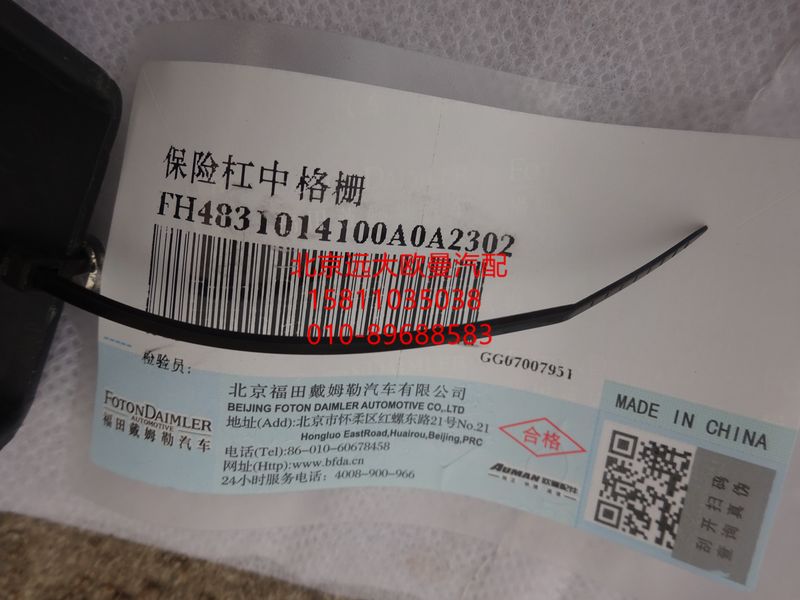 保险杠中格栅
FH4831014100A0A2302
北京远大欧曼汽配
15811035038
010-89688583
GG67007951
检验员:
FOTONDAIMLER
AUTOMOTIVE
福田戴姆勒汽车
北京福田戴姆勒汽车有限公司
BEIJING FOTON DAIMLER AUTOMOTIVE CO,.LTD
地址(Add):北京市怀柔区红螺东路21号No.21
Hongluo EastRoad,Huairou,Beijing,PRC
电话(Tel):86-010-60678458
网址(Http):www.bfda.cn
24小时服务电话: 4008-900-966
合格
AUMAN 欧曼配件
MADE IN CHINA
刮开扫码
查询真伪